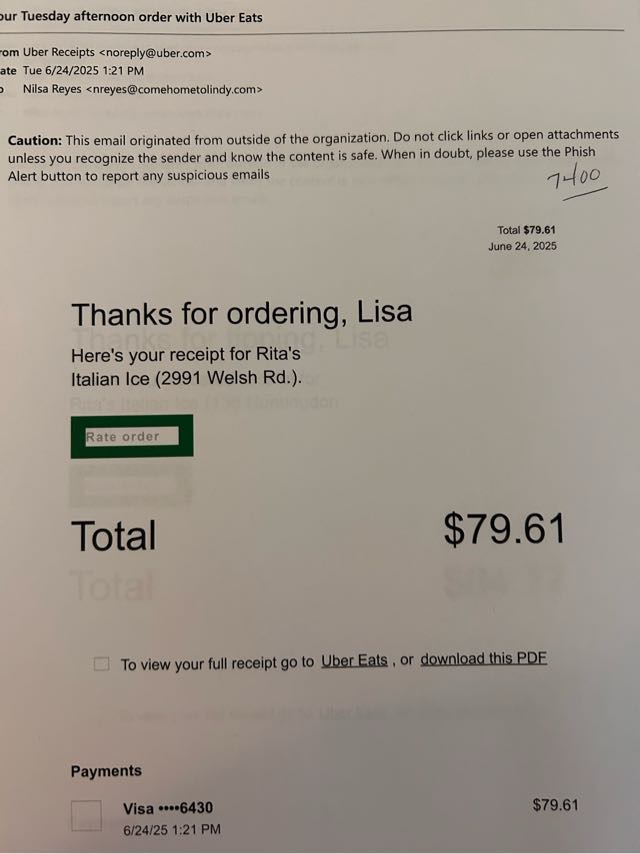 our Tuesday afternoon order with Uber Eats
rom Uber Receipts <noreply@uber.com>
ate Tue 6/24/2025 1:21 PM
o Nilsa Reyes <nreyes@comehometolindy.com>
Caution: This email originated from outside of the organization. Do not click links or open attachments
unless you recognize the sender and know the content is safe. When in doubt, please use the Phish
Alert button to report any suspicious emails
7400
Total $79.61
June 24, 2025
Thanks for ordering, Lisa
Here's your receipt for Rita's
Italian Ice (2991 Welsh Rd.).
Rate order
Total $79.61
To view your full receipt go to Uber Eats , or download this PDF
Payments
Visa ••••6430 $79.61
6/24/25 1:21 PM